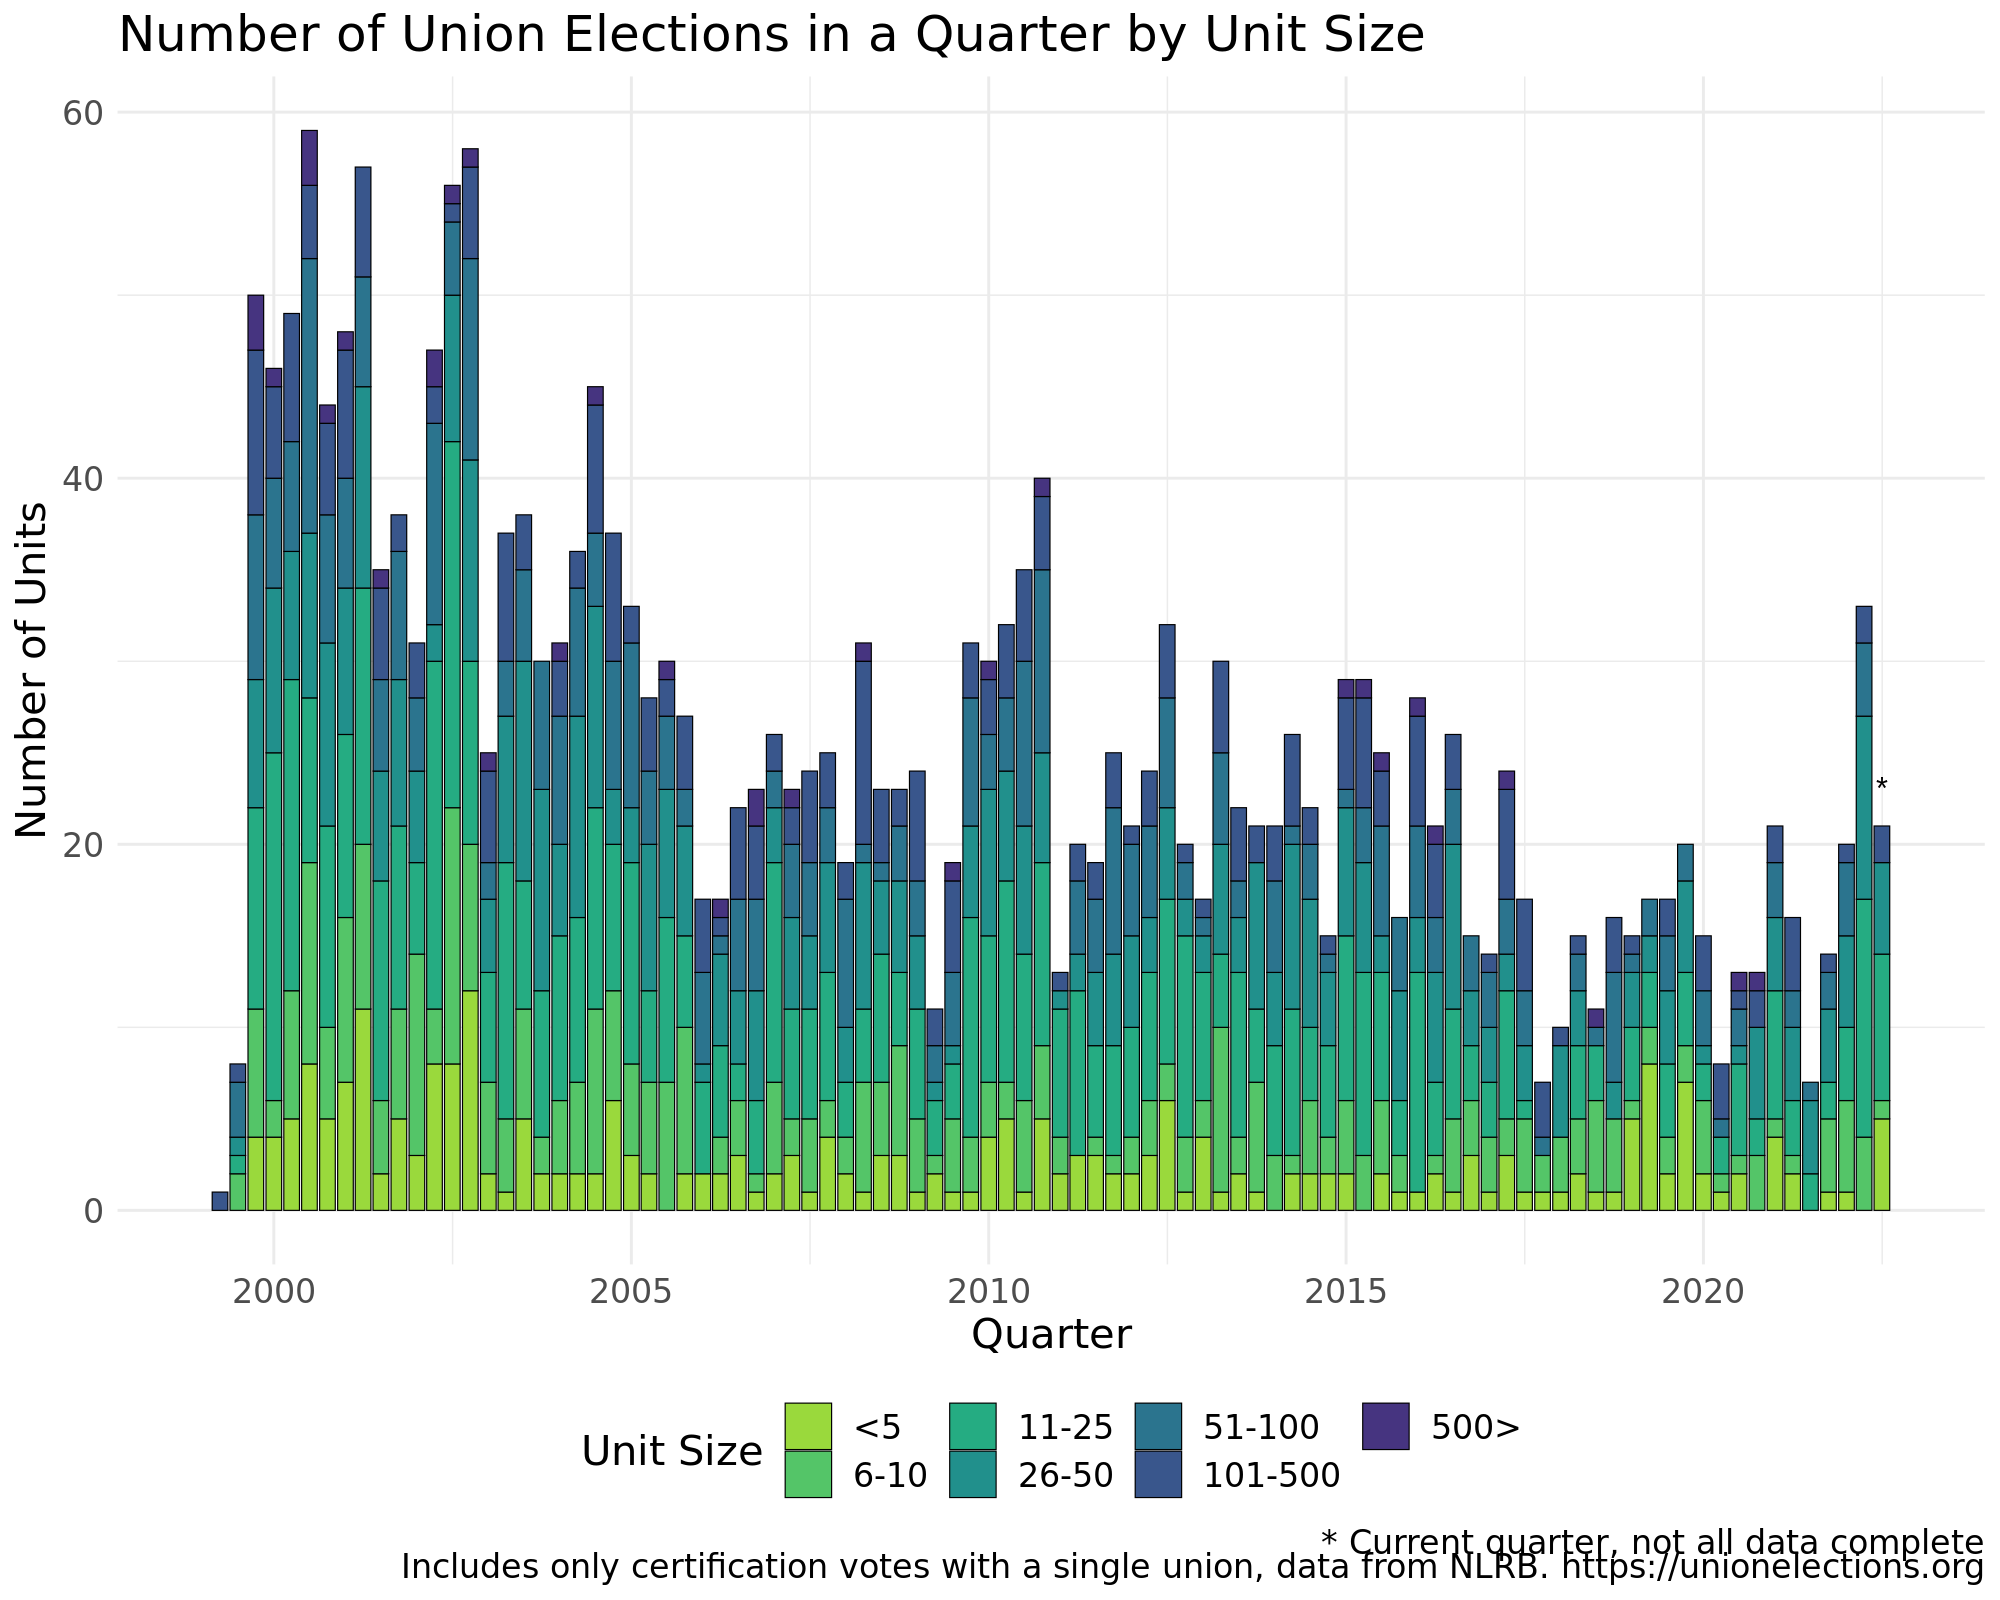 Number of Union Elections in a Quarter by Unit Size
Number of Units
60
40
20
0
*
2000 2005 2010 2015 2020
Quarter
Unit Size
<5 11-25 51-100 500>
6-10 26-50 101-500
* Current quarter, not all data complete
Includes only certification votes with a single union, data from NLRB. https://unionelections.org